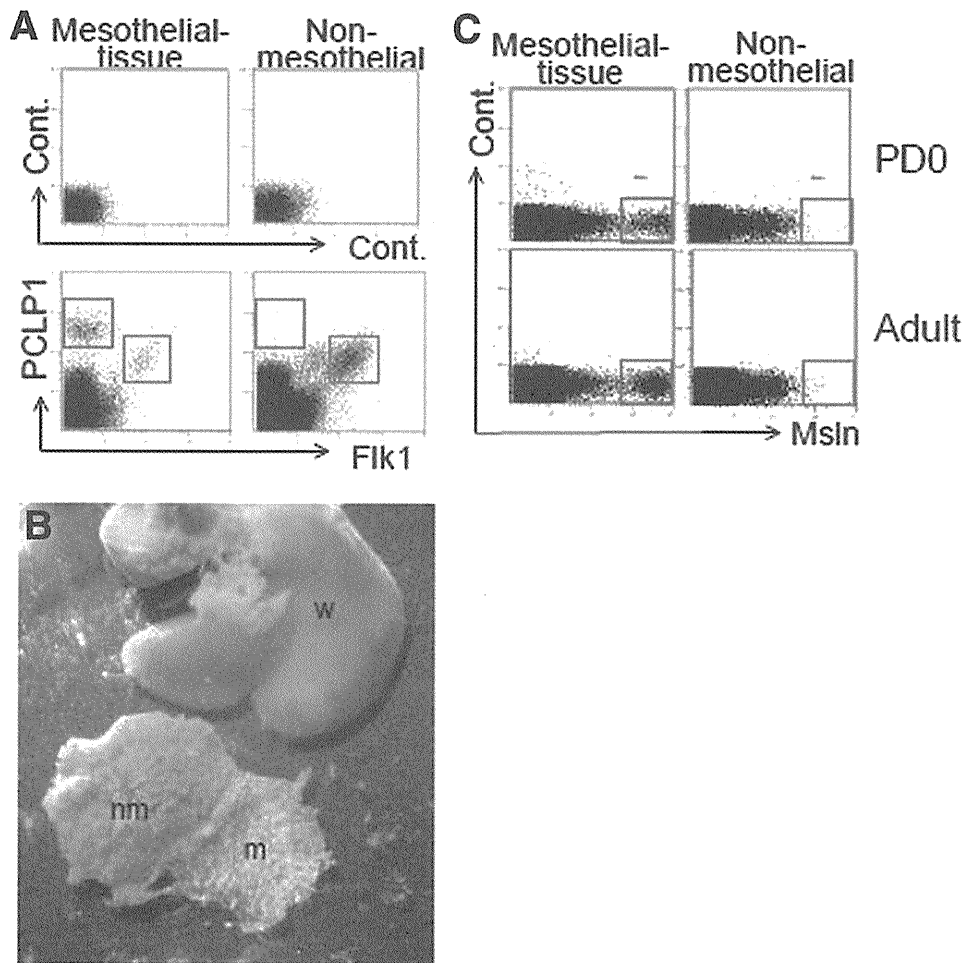 A
Mesothelial-
tissue
Non-
mesothelial
Cont.
Cont.
PCLP1
Flk1
B
w
nm
m
C
Mesothelial-
tissue
Non-
mesothelial
Cont.
PD0
Adult
Msln